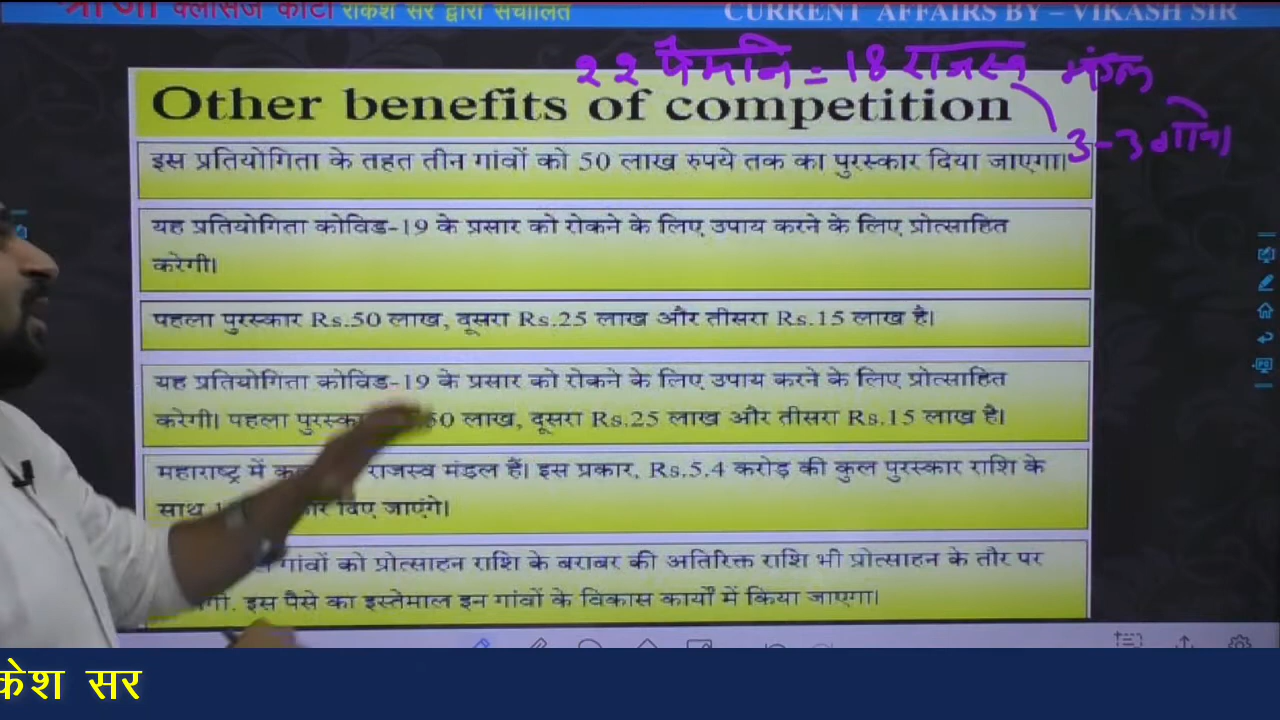 क्लासेज कोटा राकेश सर द्वारा संचालित CURRENT AFFAIRS BY – VIKASH SIR
२२ = 18 राजस्व मंडल
3-3
Other benefits of competition
इस प्रतियोगिता के तहत तीन गांवों को 50 लाख रुपये तक का पुरस्कार दिया जाएगा।
यह प्रतियोगिता कोविड-19 के प्रसार को रोकने के लिए उपाय करने के लिए प्रोत्साहित
करेगी।
पहला पुरस्कार Rs.50 लाख, दूसरा Rs.25 लाख और तीसरा Rs.15 लाख है।
यह प्रतियोगिता कोविड-19 के प्रसार को रोकने के लिए उपाय करने के लिए प्रोत्साहित
करेगी। पहला लाख, दूसरा Rs.25 लाख और तीसरा Rs.15 लाख है।
महाराष्ट्र में राजस्व मंडल हैं। इस प्रकार, Rs.5.4 करोड़ की कुल पुरस्कार राशि के
साथ दिए जाएंगे।
गांवों को प्रोत्साहन राशि के बराबर की अतिरिक्त राशि भी प्रोत्साहन के तौर पर
इस पैसे का इस्तेमाल इन गांवों के विकास कार्यों में किया जाएगा।
केश सर